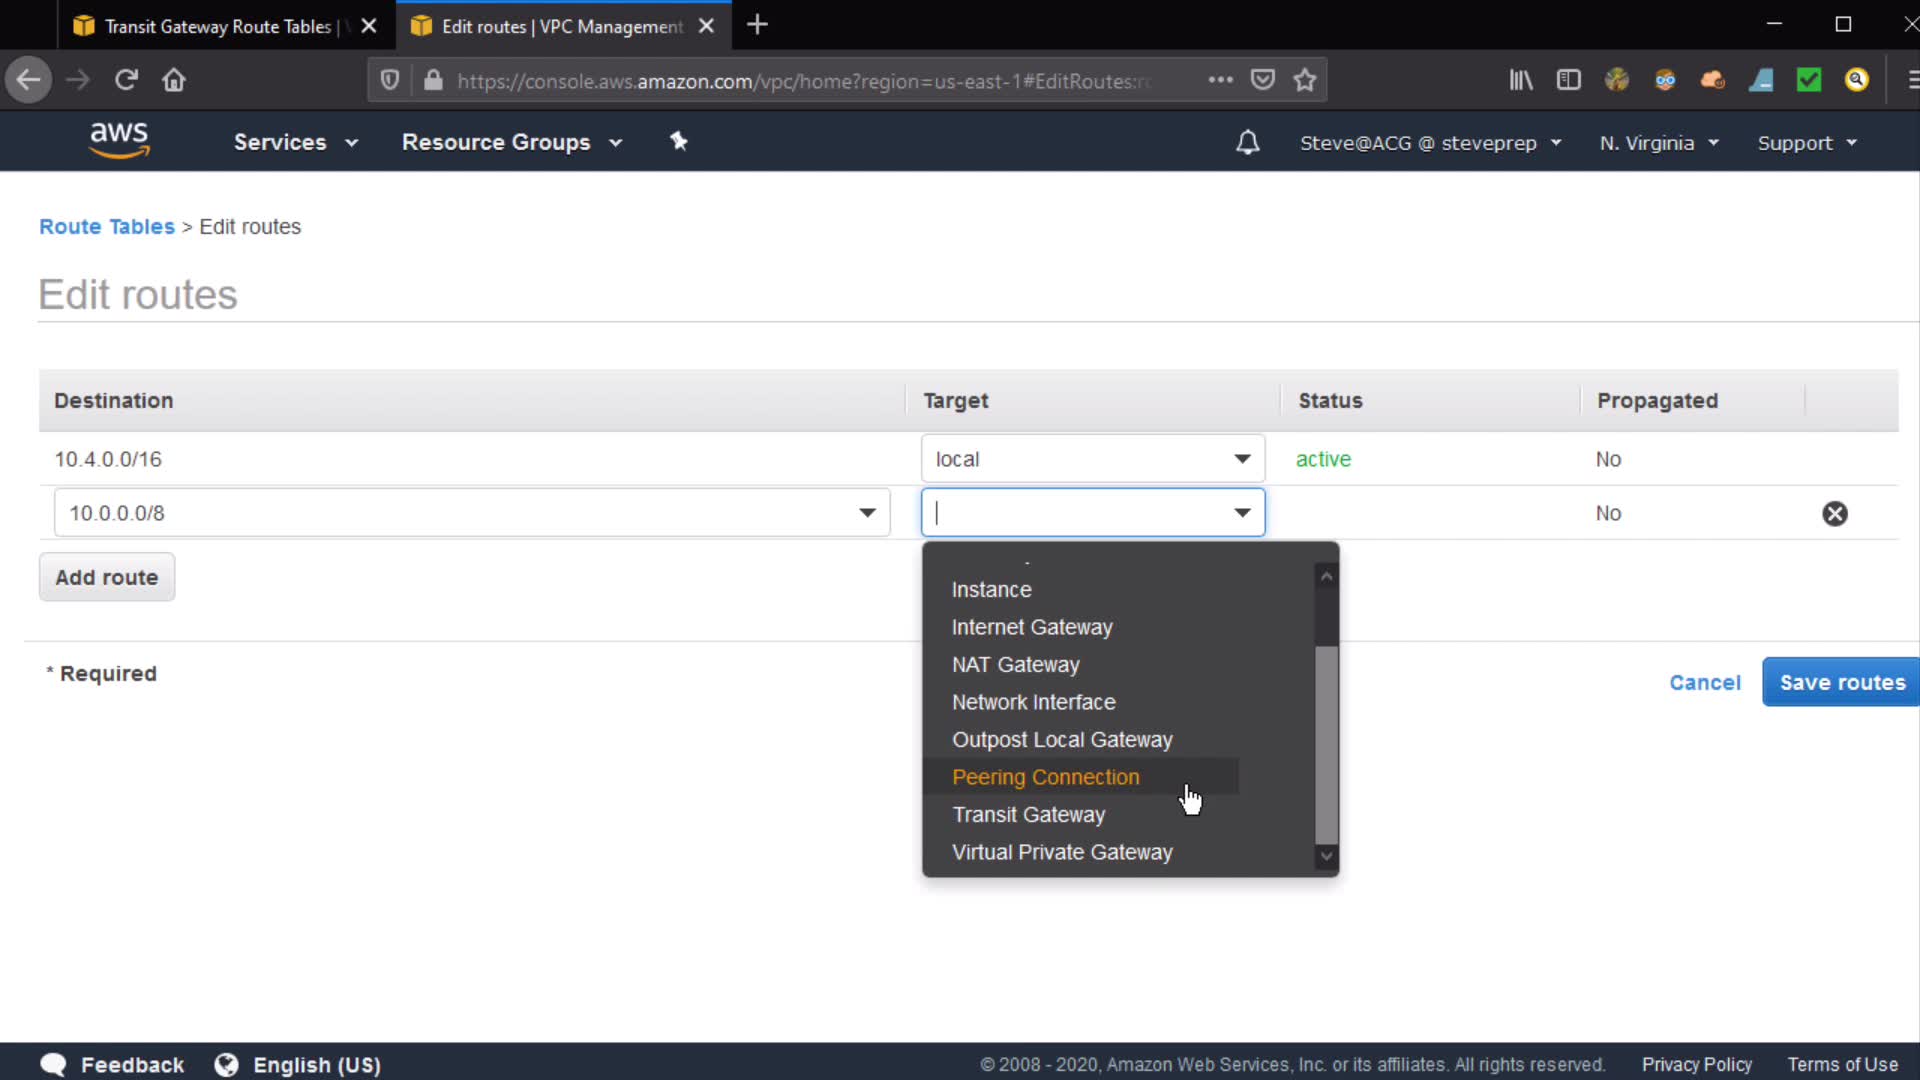 Transit Gateway Route Tables |
Edit routes | VPC Management
https://console.aws.amazon.com/vpc/home?region=us-east-1#EditRoutes:r
aws
Services
Resource Groups
Steve@ACG @ steveprep
N. Virginia
Support
Route Tables > Edit routes
Edit routes
Destination
Target
Status
Propagated
10.4.0.0/16
local
active
No
10.0.0.0/8
No
Instance
Internet Gateway
NAT Gateway
Network Interface
Outpost Local Gateway
Peering Connection
Transit Gateway
Virtual Private Gateway
Add route
* Required
Cancel
Save routes
Feedback
English (US)
© 2008 - 2020, Amazon Web Services, Inc. or its affiliates. All rights reserved.
Privacy Policy
Terms of Use